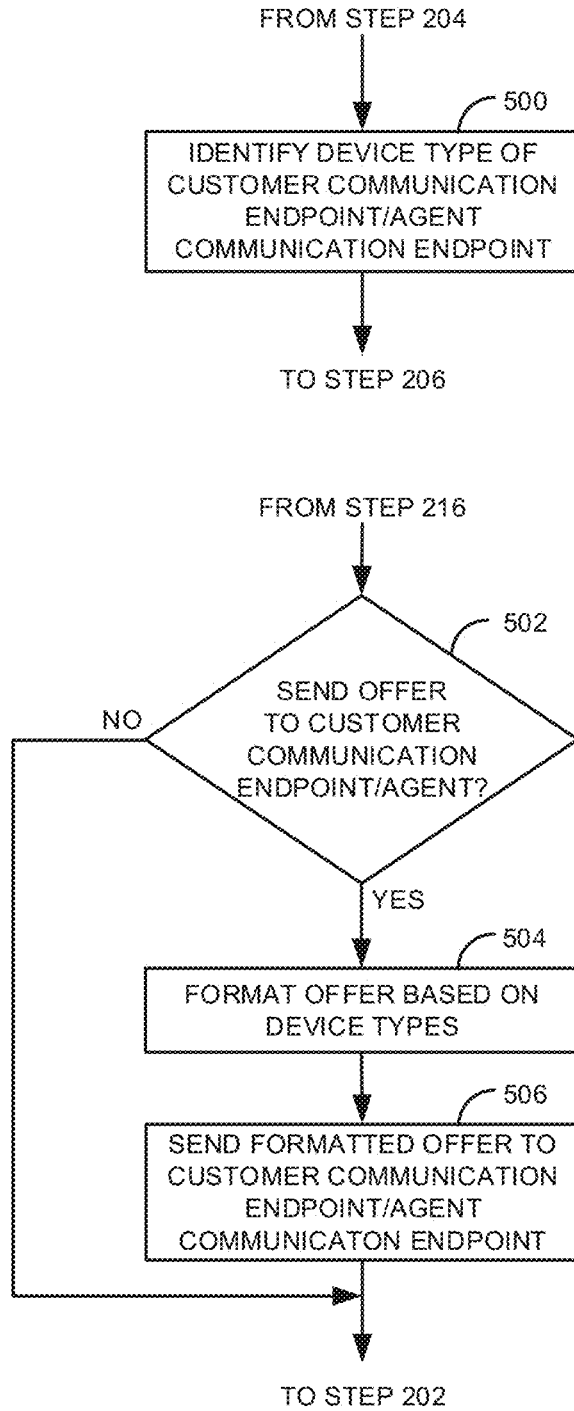 FROM STEP 204
500
IDENTIFY DEVICE TYPE OF
CUSTOMER COMMUNICATION
ENDPOINT/AGENT
COMMUNICATION ENDPOINT
TO STEP 206
FROM STEP 216
502
SEND OFFER
TO CUSTOMER
COMMUNICATION
ENDPOINT/AGENT?
NO
YES
504
FORMAT OFFER BASED ON
DEVICE TYPES
506
SEND FORMATTED OFFER TO
CUSTOMER COMMUNICATION
ENDPOINT/AGENT
COMMUNICATON ENDPOINT
TO STEP 202